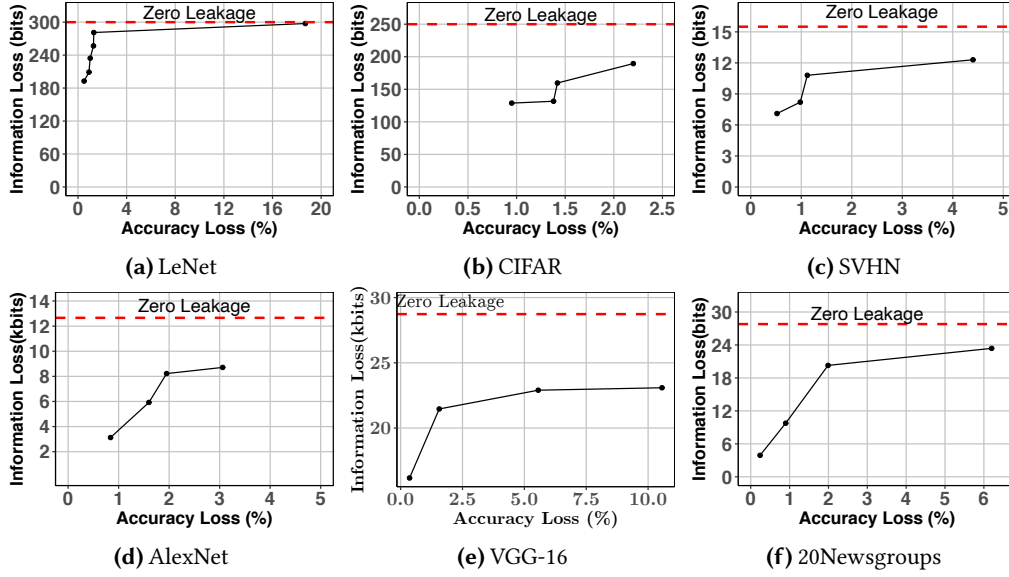 Information Loss (bits)
300
240
180
120
60
0
Zero Leakage
0
4
8
12
16
20
Accuracy Loss (%)
(a) LeNet
Information Loss (bits)
250
200
150
100
50
0
Zero Leakage
0.0
0.5
1.0
1.5
2.0
2.5
Accuracy Loss (%)
(b) CIFAR
Information Loss (bits)
15
12
9
6
3
0
Zero Leakage
0
1
2
3
4
5
Accuracy Loss (%)
(c) SVHN
Information Loss(kbits)
14
12
10
8
6
4
2
Zero Leakage
0
1
2
3
4
5
Accuracy Loss (%)
(d) AlexNet
Information Loss(kbits)
30
25
20
Zero Leakage
0.0
2.5
5.0
7.5
10.0
Accuracy Loss (%)
(e) VGG-16
Information Loss(bits)
30
24
18
12
6
0
Zero Leakage
0
1
2
3
4
5
6
Accuracy Loss (%)
(f) 20Newsgroups